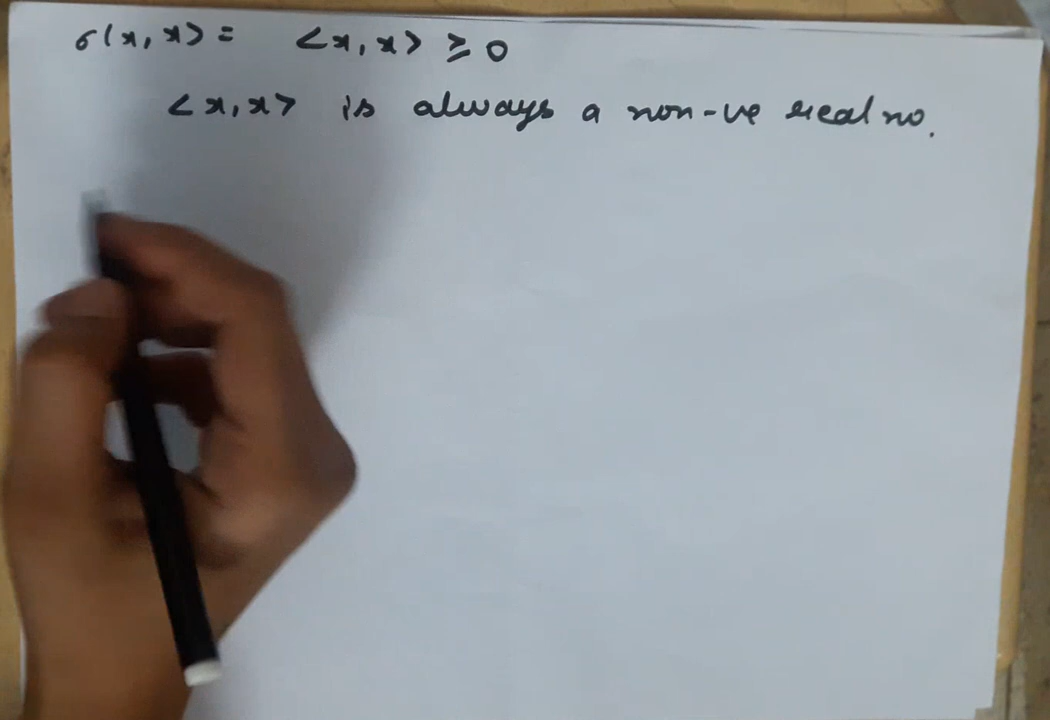 σ(x,x> = <x,x> ≥ 0
<x,x> is always a non-ve real no.